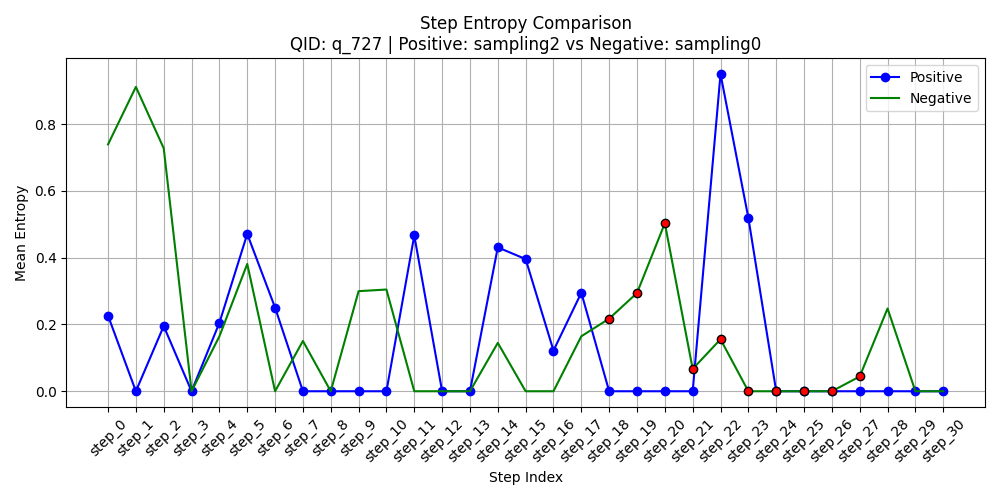 Step Entropy Comparison
QID: q_727 | Positive: sampling2 vs Negative: sampling0
Positive
Negative
Mean Entropy
0.8
0.6
0.4
0.2
0.0
step_0
step_1
step_2
step_3
step_4
step_5
step_6
step_7
step_8
step_9
step_10
step_11
step_12
step_13
step_14
step_15
step_16
step_17
step_18
step_19
step_20
step_21
step_22
step_23
step_24
step_25
step_26
step_27
step_28
step_29
step_30
Step Index